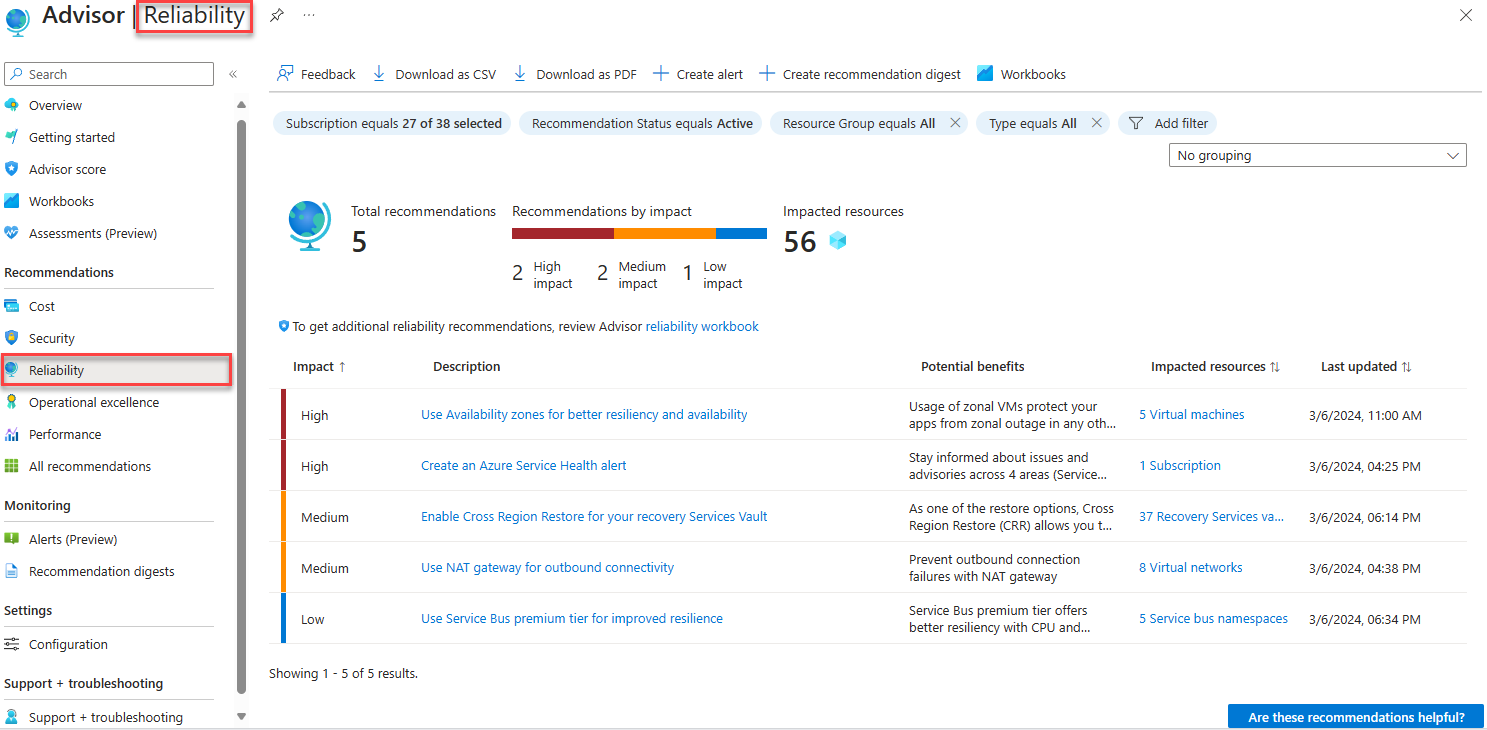 Advisor | Reliability
...
Search
«
Overview
Getting started
Advisor score
Workbooks
Assessments (Preview)
Recommendations
Cost
Security
Reliability
Operational excellence
Performance
All recommendations
Monitoring
Alerts (Preview)
Recommendation digests
Settings
Configuration
Support + troubleshooting
Support + troubleshooting
Feedback
Download as CSV
Download as PDF
Create alert
Create recommendation digest
Workbooks
Subscription equals 27 of 38 selected
Recommendation Status equals Active
Resource Group equals All
Type equals All
Add filter
No grouping
Total recommendations
5
Recommendations by impact
2 High impact
2 Medium impact
1 Low impact
Impacted resources
56
To get additional reliability recommendations, review Advisor reliability workbook
Impact ↑ Description Potential benefits Impacted resources ↑↓ Last updated ↑↓
High Use Availability zones for better resiliency and availability Usage of zonal VMs protect your apps from zonal outage in any oth... 5 Virtual machines 3/6/2024, 11:00 AM
High Create an Azure Service Health alert Stay informed about issues and advisories across 4 areas (Service... 1 Subscription 3/6/2024, 04:25 PM
Medium Enable Cross Region Restore for your recovery Services Vault As one of the restore options, Cross Region Restore (CRR) allows you t... 37 Recovery Services va... 3/6/2024, 06:14 PM
Medium Use NAT gateway for outbound connectivity Prevent outbound connection failures with NAT gateway 8 Virtual networks 3/6/2024, 04:38 PM
Low Use Service Bus premium tier for improved resilience Service Bus premium tier offers better resiliency with CPU and... 5 Service bus namespaces 3/6/2024, 06:34 PM
Showing 1 - 5 of 5 results.
Are these recommendations helpful?